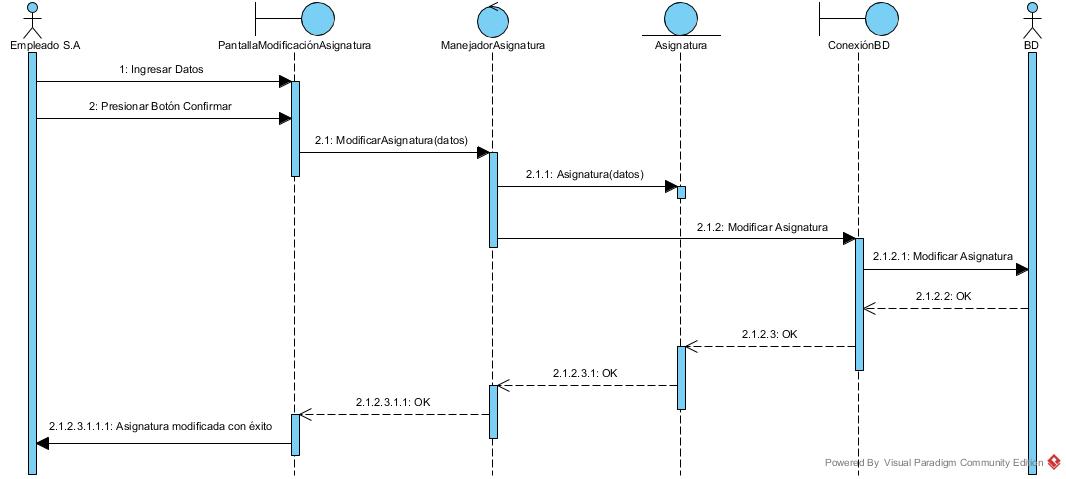 Empleado S.A
PantallaModificaciónAsignatura
ManejadorAsignatura
Asignatura
ConexiónBD
BD
1: Ingresar Datos
2: Presionar Botón Confirmar
2.1: ModificarAsignatura(datos)
2.1.1: Asignatura(datos)
2.1.2: Modificar Asignatura
2.1.2.1: Modificar Asignatura
2.1.2.2: OK
2.1.2.3: OK
2.1.2.3.1: OK
2.1.2.3.1.1: OK
2.1.2.3.1.1.1: Asignatura modificada con éxito
Powered By Visual Paradigm Community Edition